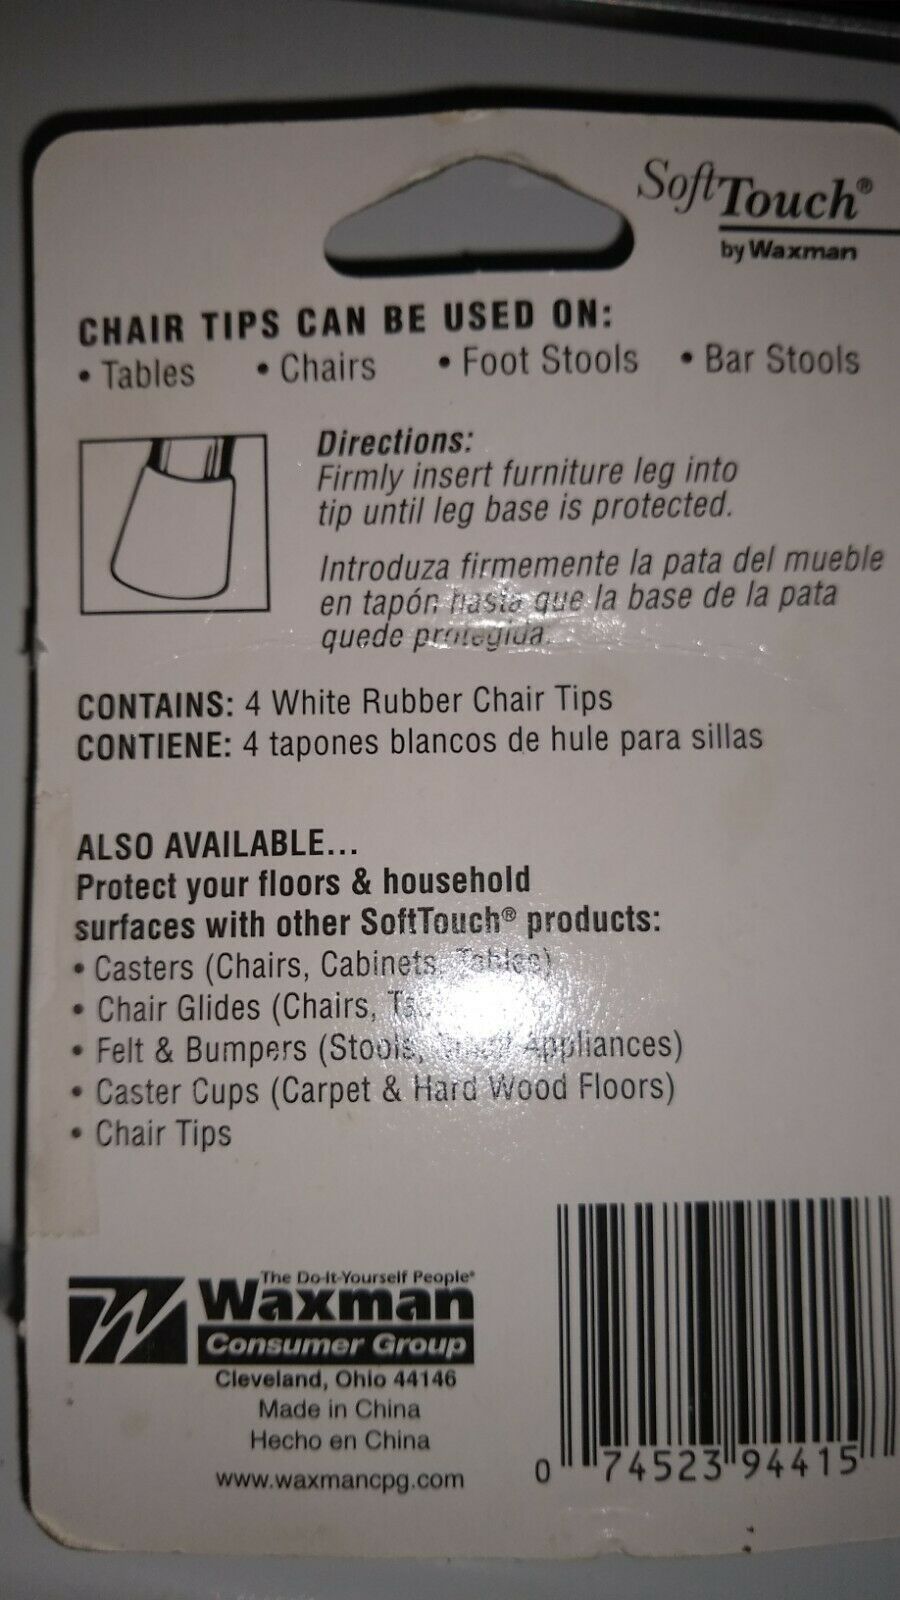 SoftTouch®
by Waxman
CHAIR TIPS CAN BE USED ON:
• Tables • Chairs • Foot Stools • Bar Stools
Directions:
Firmly insert furniture leg into
tip until leg base is protected.
Introduza firmemente la pata del mueble
en tapón hasta que la base de la pata
quede protegida.
CONTAINS: 4 White Rubber Chair Tips
CONTIENE: 4 tapones blancos de hule para sillas
ALSO AVAILABLE...
Protect your floors & household
surfaces with other SoftTouch® products:
• Casters (Chairs, Cabinets, Tables)
• Chair Glides (Chairs,
• Felt & Bumpers (Stools, Appliances)
• Caster Cups (Carpet & Hard Wood Floors)
• Chair Tips
The Do-It-Yourself People®
Waxman
Consumer Group
Cleveland, Ohio 44146
Made in China
Hecho en China
www.waxmancpg.com
0 74523 94415